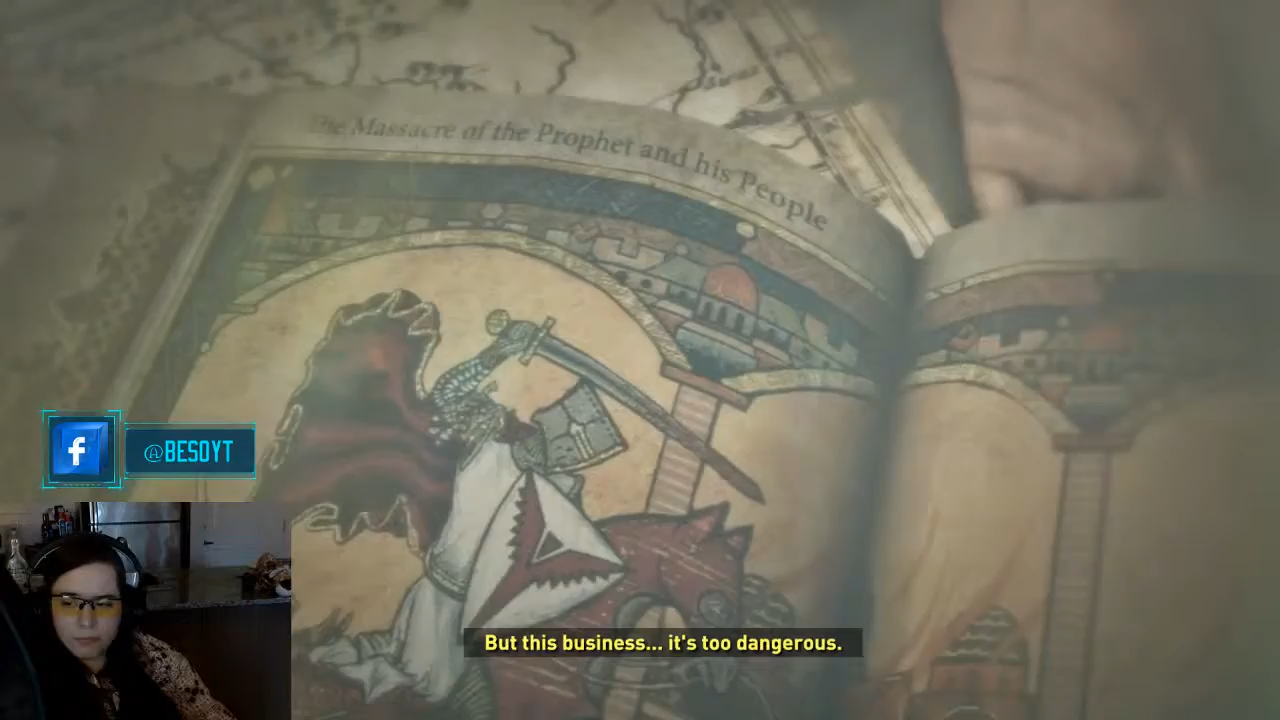 The Massacre of the Prophet and his People
f
@BESOYT
But this business... it's too dangerous.